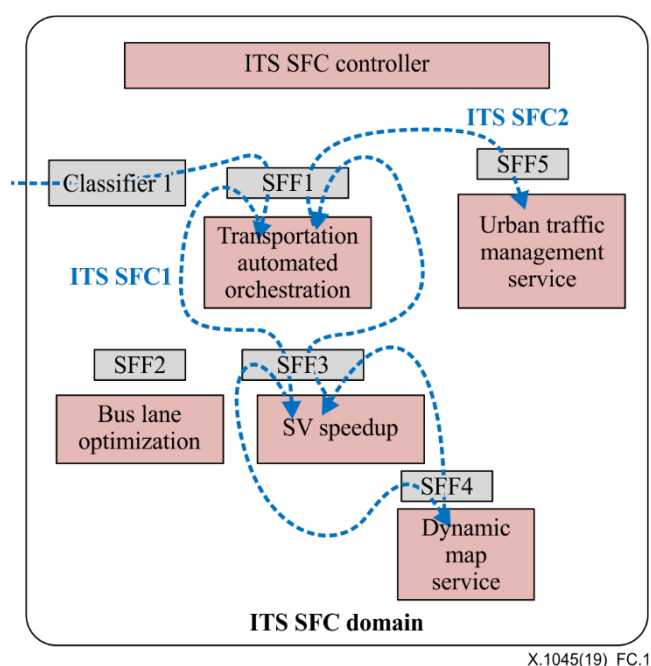 ITS SFC controller
ITS SFC2
Classifier 1
SFF1
SFF5
Transportation
automated
orchestration
Urban traffic
management
service
ITS SFC1
SFF2
SFF3
Bus lane
optimization
SV speedup
SFF4
Dynamic
map
service
ITS SFC domain
X.1045(19)_FC.1